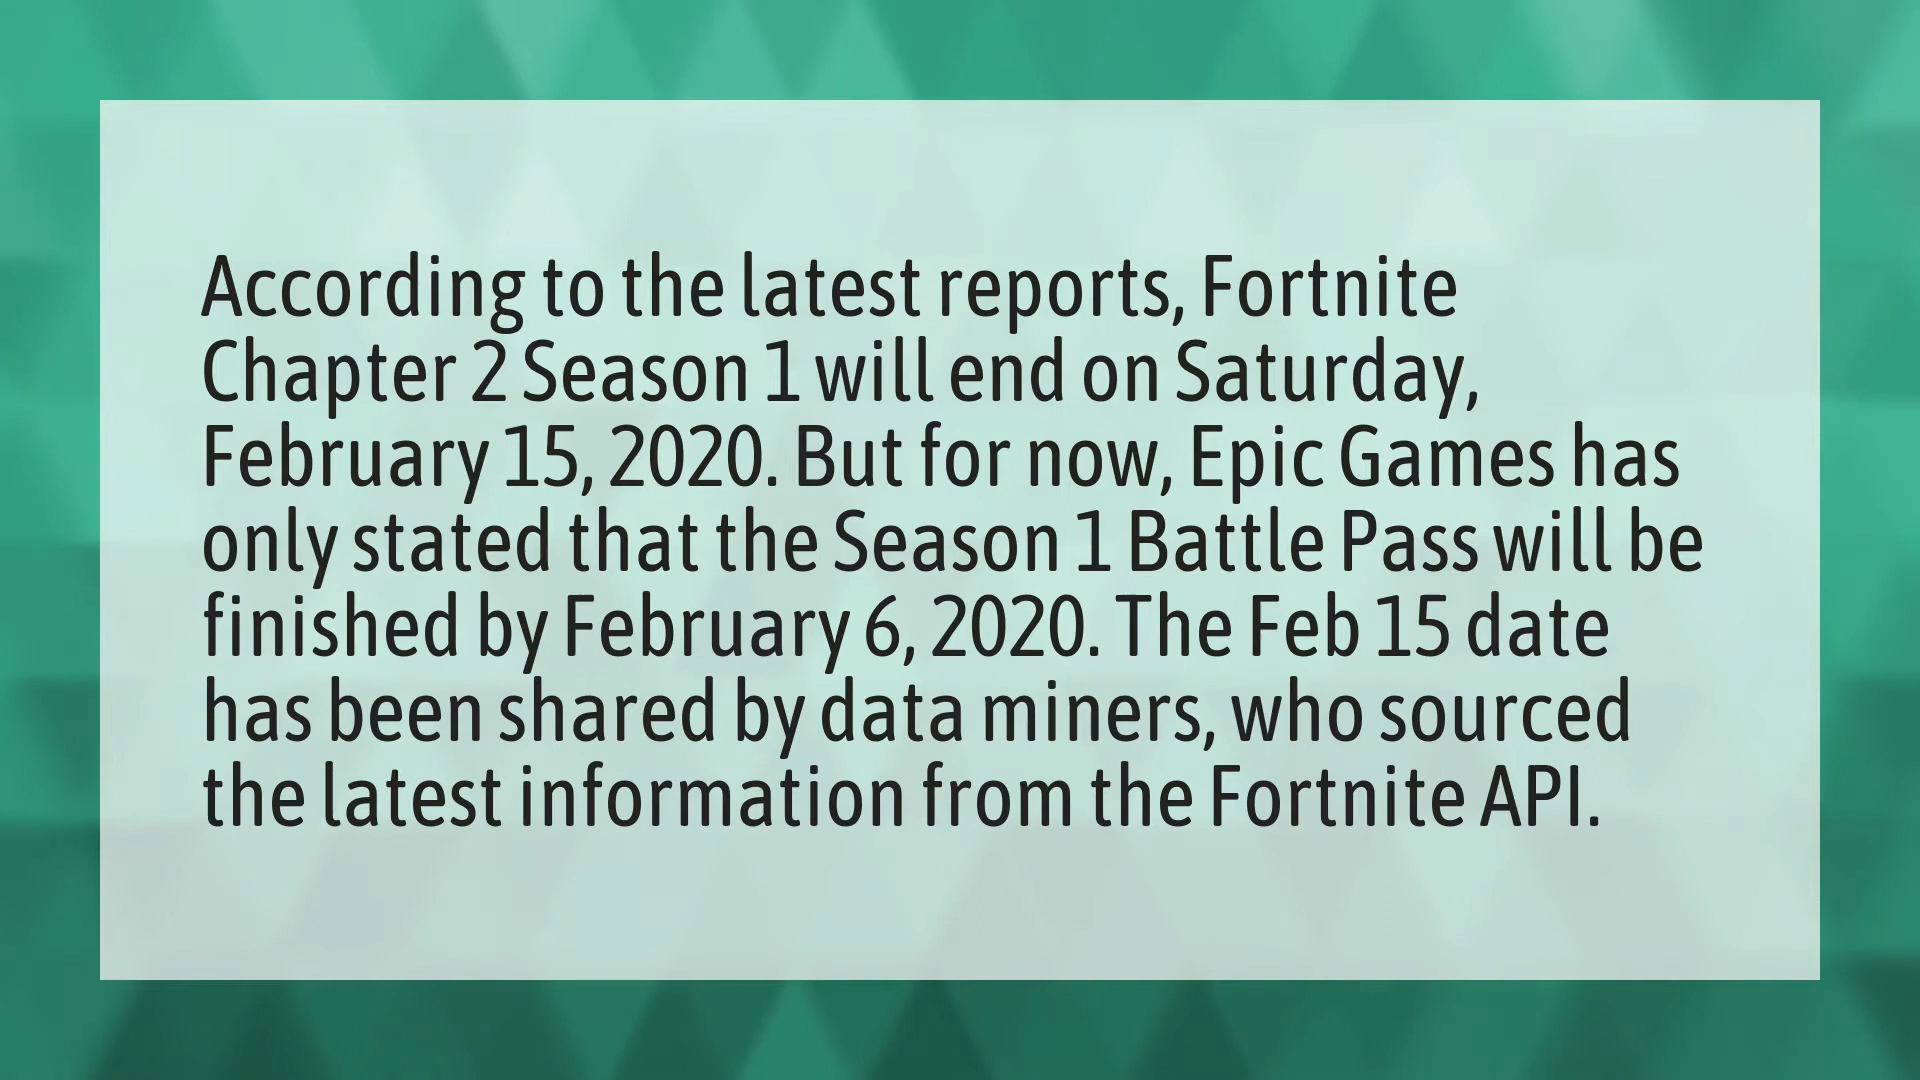 According to the latest reports, Fortnite
Chapter 2 Season 1 will end on Saturday,
February 15, 2020. But for now, Epic Games has
only stated that the Season 1 Battle Pass will be
finished by February 6, 2020. The Feb 15 date
has been shared by data miners, who sourced
the latest information from the Fortnite API.